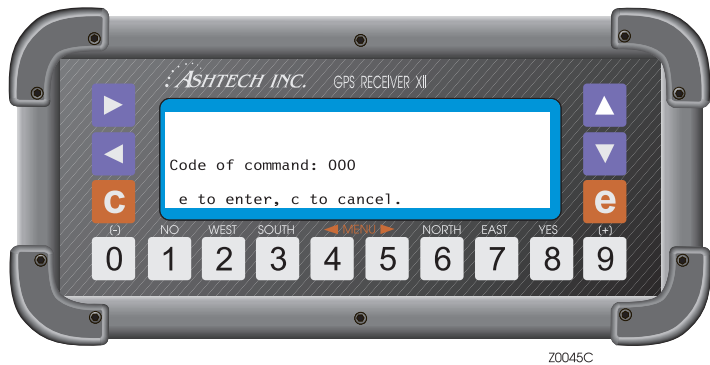 ASHTECH INC. GPS RECEIVER XII
Code of command: 000
e to enter, c to cancel.
c e
(-) NO WEST SOUTH MENU NORTH EAST YES (+)
0 1 2 3 4 5 6 7 8 9
Z0045C